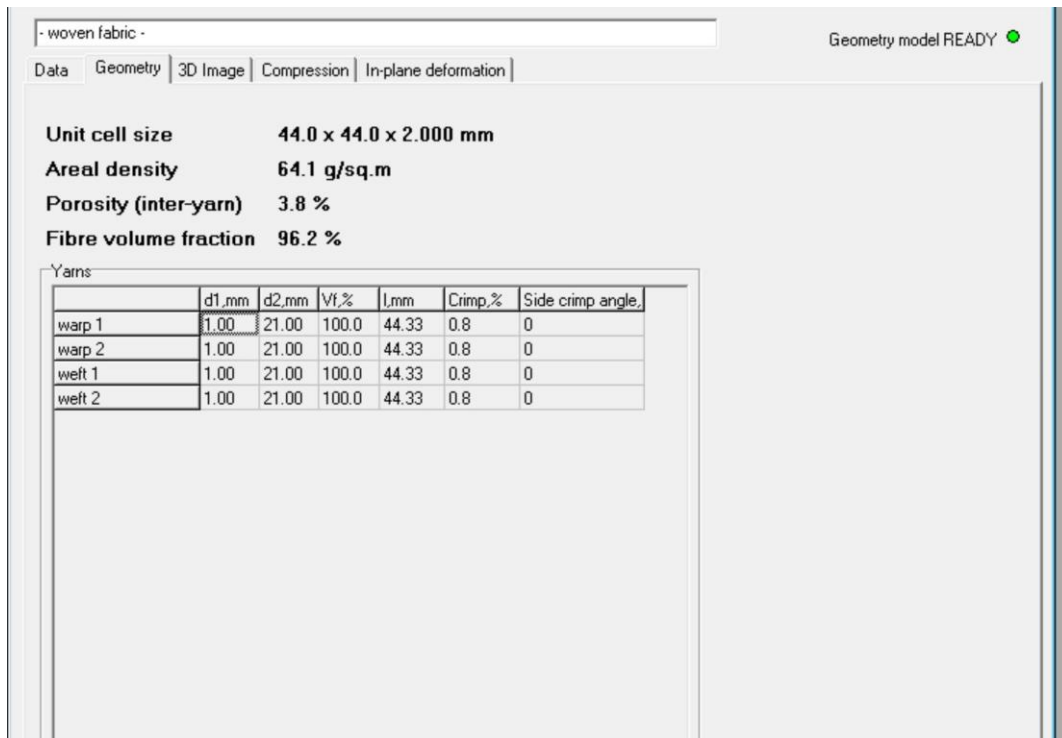 - woven fabric -
Geometry model READY
Data Geometry 3D Image Compression In-plane deformation
Unit cell size 44.0 x 44.0 x 2.000 mm
Areal density 64.1 g/sq.m
Porosity (inter-yarn) 3.8 %
Fibre volume fraction 96.2 %
Yarns
d1,mm d2,mm Vf,% l,mm Crimp,% Side crimp angle,
warp 1 1.00 21.00 100.0 44.33 0.8 0
warp 2 1.00 21.00 100.0 44.33 0.8 0
weft 1 1.00 21.00 100.0 44.33 0.8 0
weft 2 1.00 21.00 100.0 44.33 0.8 0